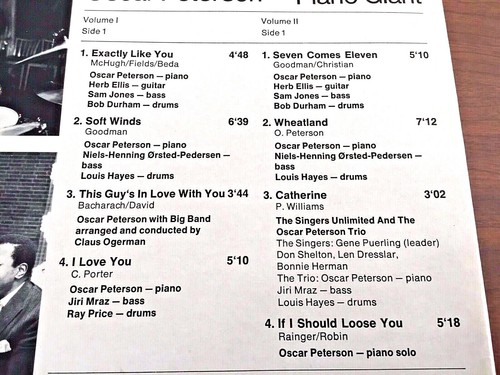 Oscar Peterson — Piano Giant
Volume I
Side 1
1. Exactly Like You 4'48
McHugh/Fields/Beda
Oscar Peterson — piano
Herb Ellis — guitar
Sam Jones — bass
Bob Durham — drums
2. Soft Winds 6'39
Goodman
Oscar Peterson — piano
Niels-Henning Ørsted-Pedersen —
bass
Louis Hayes — drums
3. This Guy's In Love With You 3'44
Bacharach/David
Oscar Peterson with Big Band
arranged and conducted by
Claus Ogerman
4. I Love You 5'10
C. Porter
Oscar Peterson — piano
Jiri Mraz — bass
Ray Price — drums
Volume II
Side 1
1. Seven Comes Eleven 5'10
Goodman/Christian
Oscar Peterson — piano
Herb Ellis — guitar
Sam Jones — bass
Bob Durham — drums
2. Wheatland 7'12
O. Peterson
Oscar Peterson — piano
Niels-Henning Ørsted-Pedersen —
bass
Louis Hayes — drums
3. Catherine 3'02
P. Williams
The Singers Unlimited And The
Oscar Peterson Trio
The Singers: Gene Puerling (leader)
Don Shelton, Len Dresslar,
Bonnie Herman
The Trio: Oscar Peterson — piano
Jiri Mraz — bass
Louis Hayes — drums
4. If I Should Loose You 5'18
Rainger/Robin
Oscar Peterson — piano solo